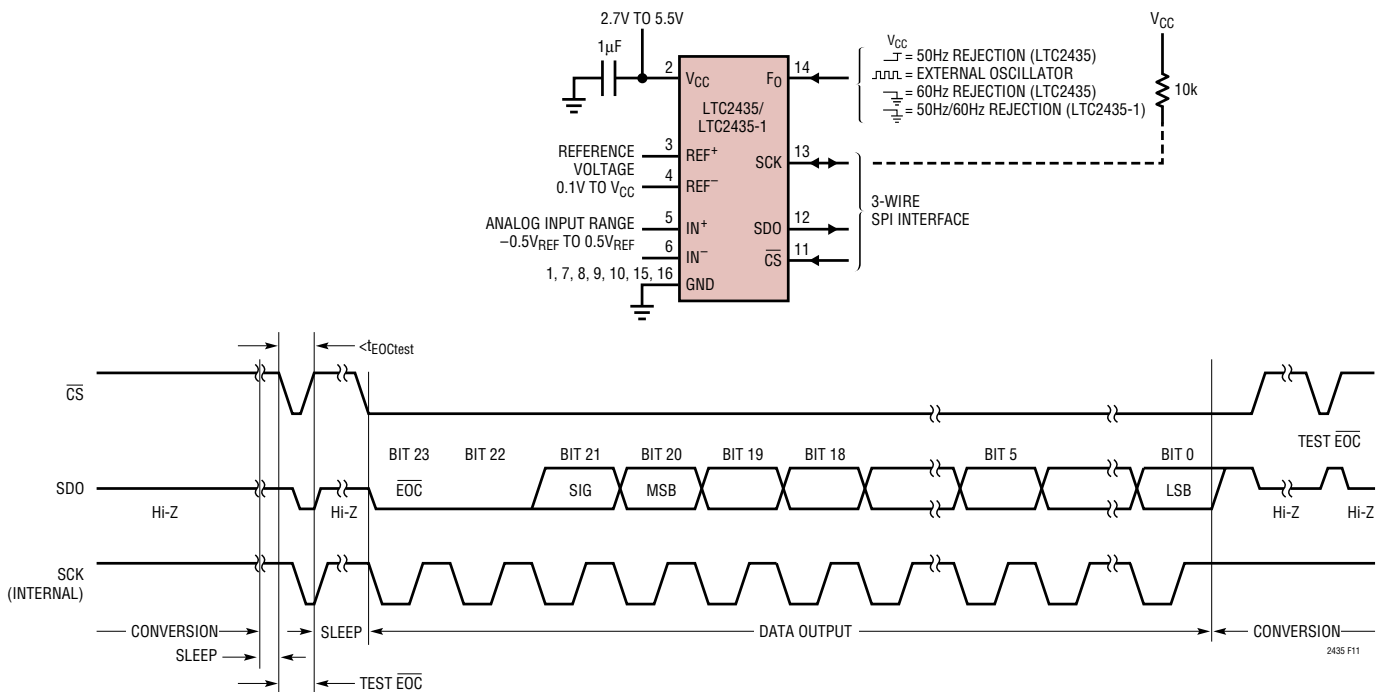 2.7V TO 5.5V
1µF
2
VCC
LTC2435/
LTC2435-1
FO
14
VCC
= 50Hz REJECTION (LTC2435)
= EXTERNAL OSCILLATOR
= 60Hz REJECTION (LTC2435)
= 50Hz/60Hz REJECTION (LTC2435-1)
VCC
10k
REFERENCE
VOLTAGE
0.1V TO VCC
3
REF+
4
REF−
SCK
13
ANALOG INPUT RANGE
−0.5VREF TO 0.5VREF
5
IN+
6
IN−
SDO
12
CS
11
3-WIRE
SPI INTERFACE
1, 7, 8, 9, 10, 15, 16
GND
<tEOCtest
CS
TEST EOC
BIT 23 BIT 22 BIT 21 BIT 20 BIT 19 BIT 18 BIT 5 BIT 0
SDO
EOC SIG MSB LSB
Hi-Z Hi-Z Hi-Z Hi-Z
SCK
(INTERNAL)
CONVERSION SLEEP DATA OUTPUT CONVERSION
SLEEP
2435 F11
TEST EOC